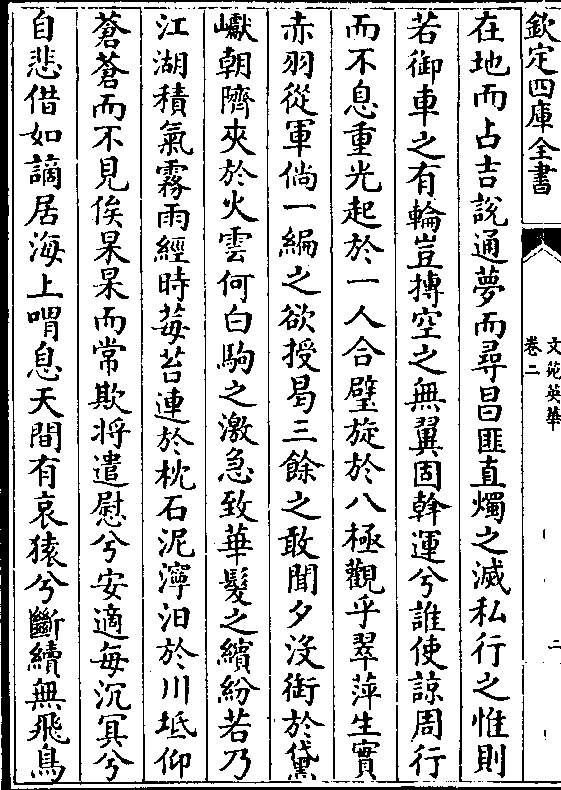 欽定四庫全書
文苑英華
卷二
二
在地而占吉說通夢而尋昌匪直燭之滅私行之惟則
若御車之有輪豈搏空之無翼固斡運兮誰使諒周行
而不息重光起於一人合璧旋於八極觀乎翠萍生實
赤羽從軍倘一編之欲授曷三餘之敢聞夕没銜於黛
巘朝隮夾於火雲何白駒之激急致華髮之繽紛若乃
江湖積氣霧雨經時莓苔連於枕石泥濘汨於川坻仰
蒼蒼而不見俟杲杲而常欺將遣慰兮安適每沉冥兮
自悲借如謫居海上喟息天間有哀猿兮斷續無飛鳥